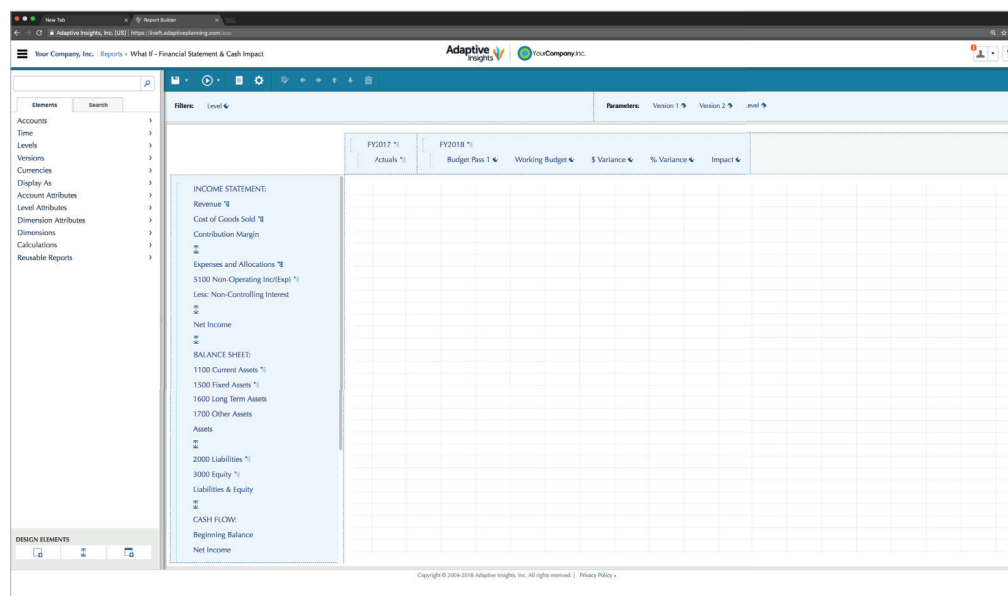 New Tab
Report Builder
Adaptive Insights, Inc. [US] | https://liveft.adaptiveplanning.com/app
Your Company, Inc. Reports › What If - Financial Statement & Cash Impact
Adaptive Insights
YourCompany,Inc.
Elements Search
Accounts
Time
Levels
Versions
Currencies
Display As
Account Attributes
Level Attributes
Dimension Attributes
Dimensions
Calculations
Reusable Reports
DESIGN ELEMENTS
Filters: Level
Parameters: Version 1 Version 2 evel
FY2017 FY2018
Actuals Budget Pass 1 Working Budget $ Variance % Variance Impact
INCOME STATEMENT:
Revenue
Cost of Goods Sold
Contribution Margin
Expenses and Allocations
5100 Non-Operating Inc/(Exp)
Less: Non-Controlling Interest
Net Income
BALANCE SHEET:
1100 Current Assets
1500 Fixed Assets
1600 Long Term Assets
1700 Other Assets
Assets
2000 Liabilities
3000 Equity
Liabilities & Equity
CASH FLOW:
Beginning Balance
Net Income
Copyright © 2004-2018 Adaptive Insights, Inc. All rights reserved. | Privacy Policy »